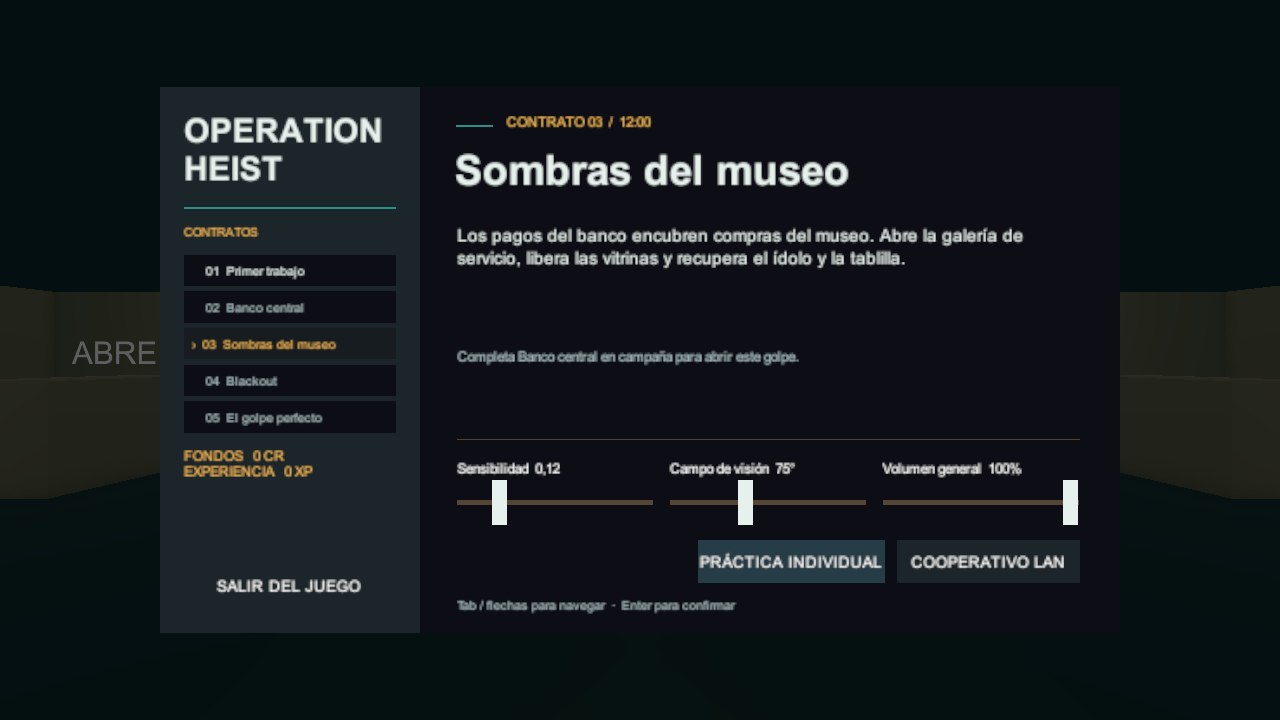 OPERATION
HEIST
CONTRATOS
01 Primer trabajo
02 Banco central
› 03 Sombras del museo
04 Blackout
05 El golpe perfecto
FONDOS 0 CR
EXPERIENCIA 0 XP
SALIR DEL JUEGO
ABRE
CONTRATO 03 / 12:00
Sombras del museo
Los pagos del banco encubren compras del museo. Abre la galería de
servicio, libera las vitrinas y recupera el ídolo y la tablilla.
Completa Banco central en campaña para abrir este golpe.
Sensibilidad 0,12
Campo de visión 75°
Volumen general 100%
PRÁCTICA INDIVIDUAL
COOPERATIVO LAN
Tab / flechas para navegar · Enter para confirmar